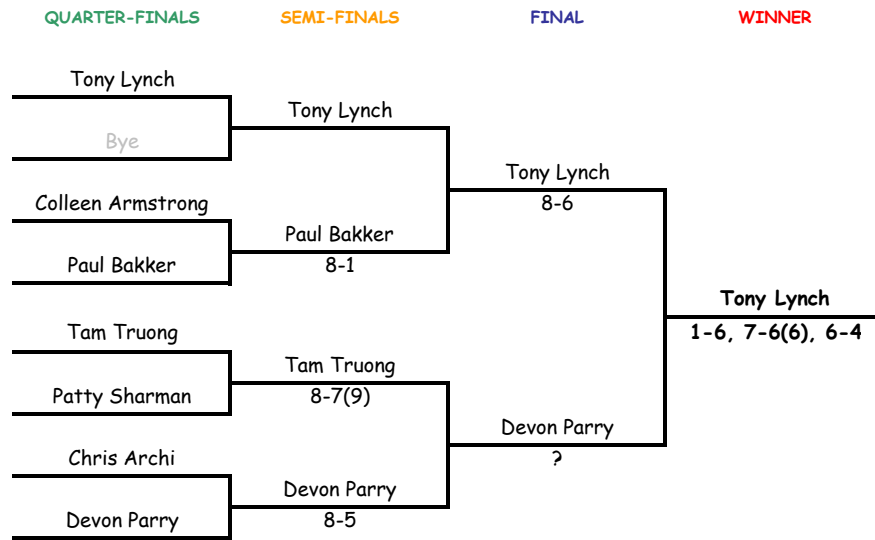 QUARTER-FINALS SEMI-FINALS FINAL WINNER
Tony Lynch
Bye
Colleen Armstrong
Paul Bakker
Tam Truong
Patty Sharman
Chris Archi
Devon Parry
Tony Lynch
Paul Bakker
8-1
Tam Truong
8-7(9)
Devon Parry
8-5
Tony Lynch
8-6
Devon Parry
?
Tony Lynch
1-6, 7-6(6), 6-4